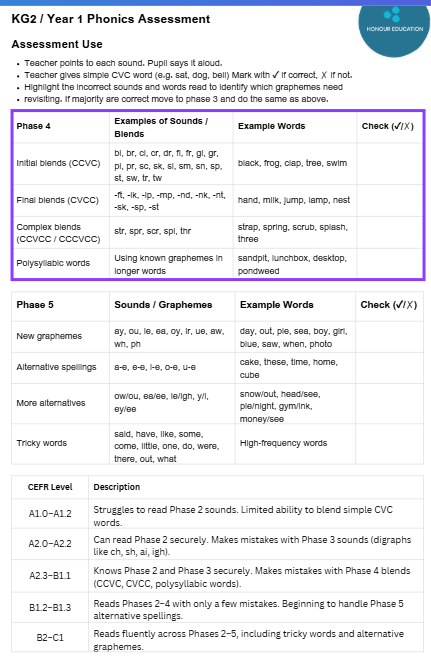 KG2 / Year 1 Phonics Assessment
HONOUR EDUCATION
Assessment Use
• Teacher points to each sound. Pupil says it aloud.
• Teacher gives simple CVC word (e.g. sat, dog, bell) Mark with ✓ if correct, ✗ if not.
• Highlight the incorrect sounds and words read to identify which graphemes need
• revisiting. If majority are correct move to phase 3 and do the same as above.
Phase 4
Examples of Sounds /
Blends
Example Words
Check (✓/✗)
Initial blends (CCVC)
bl, br, cl, cr, dr, fl, fr, gl, gr,
pl, pr, sc, sk, sl, sm, sn, sp,
st, sw, tr, tw
black, frog, clap, tree, swim
Final blends (CVCC)
-ft, -lk, -lp, -mp, -nd, -nk, -nt,
-sk, -sp, -st
hand, milk, jump, lamp, nest
Complex blends
(CCVCC / CCCVCC)
str, spr, scr, spl, thr
strap, spring, scrub, splash,
three
Polysyllabic words
Using known graphemes in
longer words
sandpit, lunchbox, desktop,
pondweed
Phase 5
Sounds / Graphemes
Example Words
Check (✓/✗)
New graphemes
ay, ou, ie, ea, oy, ir, ue, aw,
wh, ph
day, out, pie, sea, boy, girl,
blue, saw, when, photo
Alternative spellings
a-e, e-e, i-e, o-e, u-e
cake, these, time, home,
cube
More alternatives
ow/ou, ea/ee, ie/igh, y/i,
ey/ee
snow/out, head/see,
pie/night, gym/ink,
money/see
Tricky words
said, have, like, some,
come, little, one, do, were,
there, out, what
High-frequency words
CEFR Level
Description
A1.0–A1.2
Struggles to read Phase 2 sounds. Limited ability to blend simple CVC
words.
A2.0–A2.2
Can read Phase 2 securely. Makes mistakes with Phase 3 sounds (digraphs
like ch, sh, ai, igh).
A2.3–B1.1
Knows Phase 2 and Phase 3 securely. Makes mistakes with Phase 4 blends
(CCVC, CVCC, polysyllabic words).
B1.2–B1.3
Reads Phases 2–4 with only a few mistakes. Beginning to handle Phase 5
alternative spellings.
B2–C1
Reads fluently across Phases 2–5, including tricky words and alternative
graphemes.